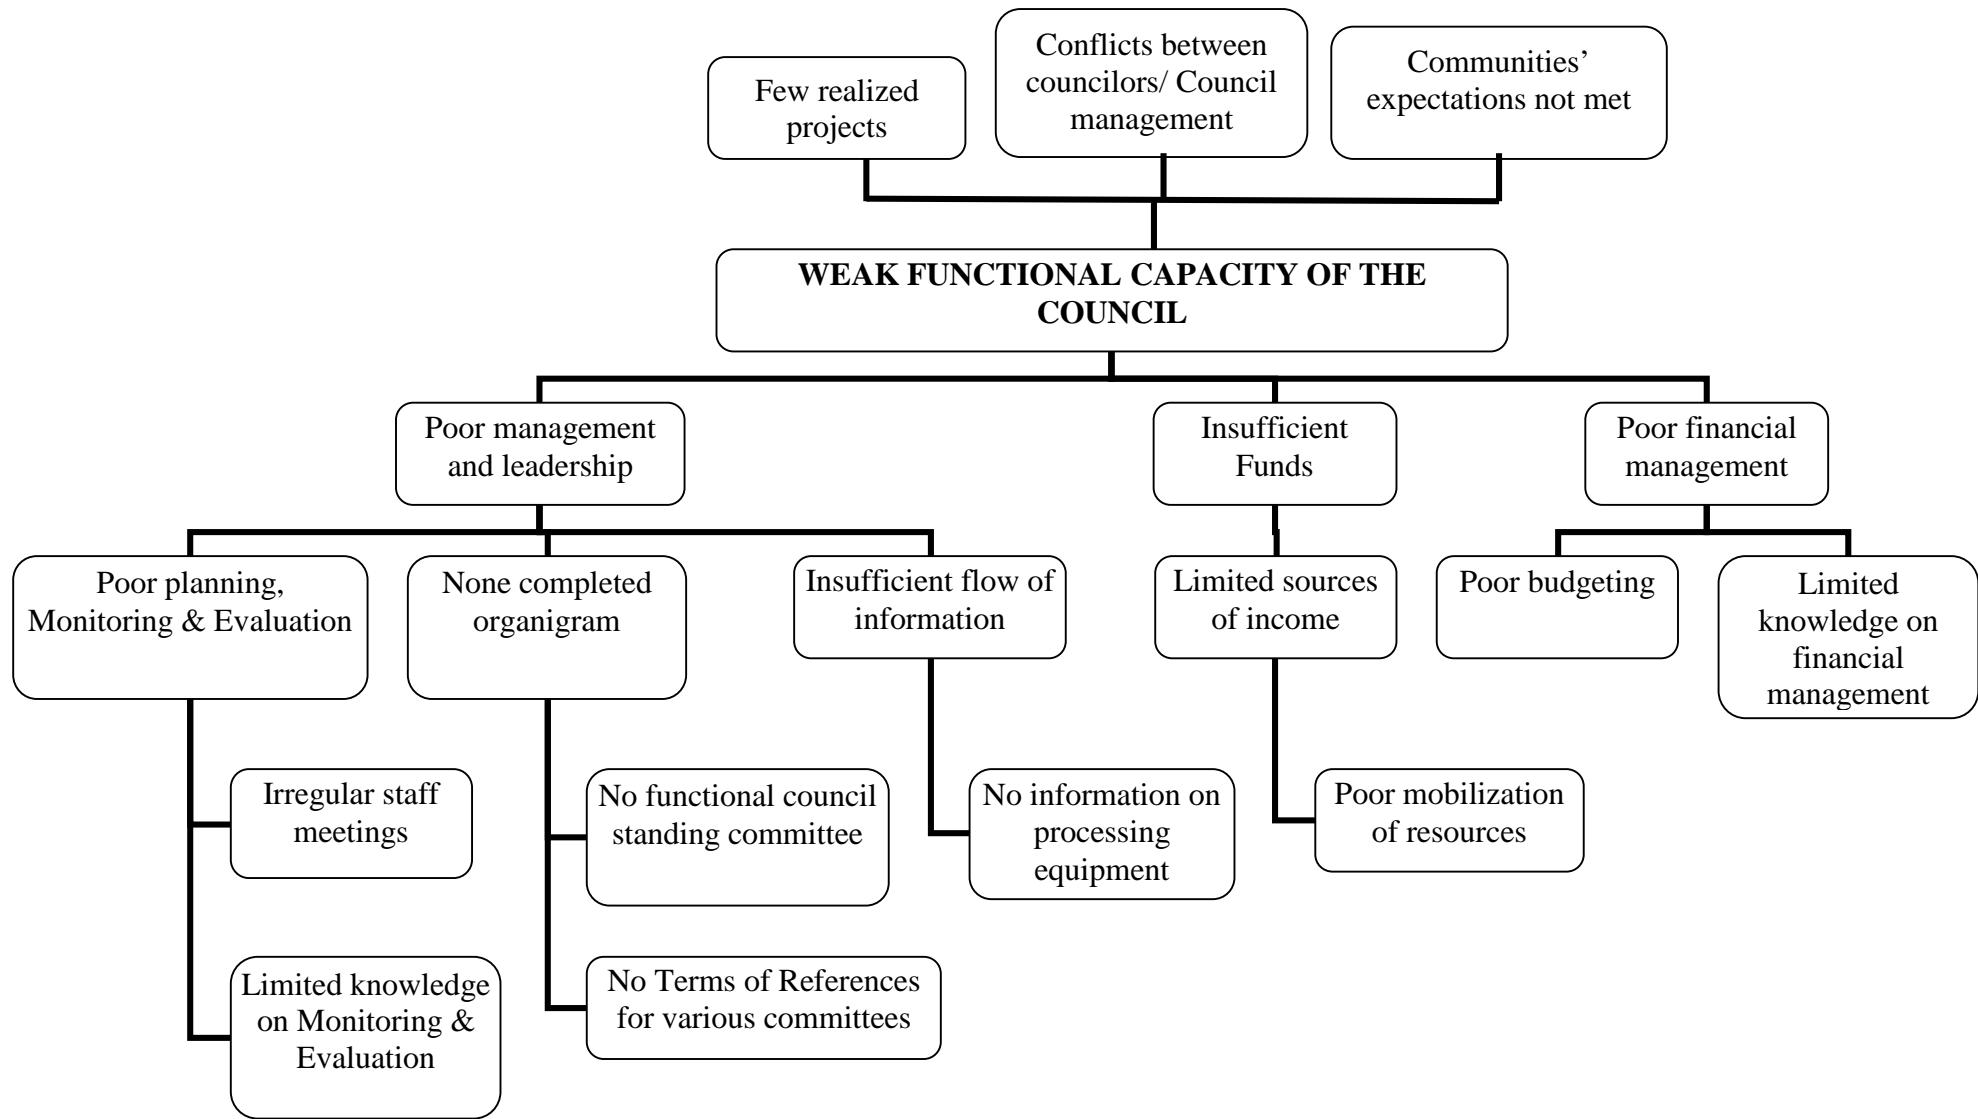 Few realized
projects
Conflicts between
councilors/ Council
management
Communities’
expectations not met
WEAK FUNCTIONAL CAPACITY OF THE
COUNCIL
Poor management
and leadership
Insufficient
Funds
Poor financial
management
Poor planning,
Monitoring & Evaluation
None completed
organigram
Insufficient flow of
information
Limited sources
of income
Poor budgeting
Limited
knowledge on
financial
management
Irregular staff
meetings
No functional council
standing committee
No information on
processing
equipment
Poor mobilization
of resources
Limited knowledge
on Monitoring &
Evaluation
No Terms of References
for various committees